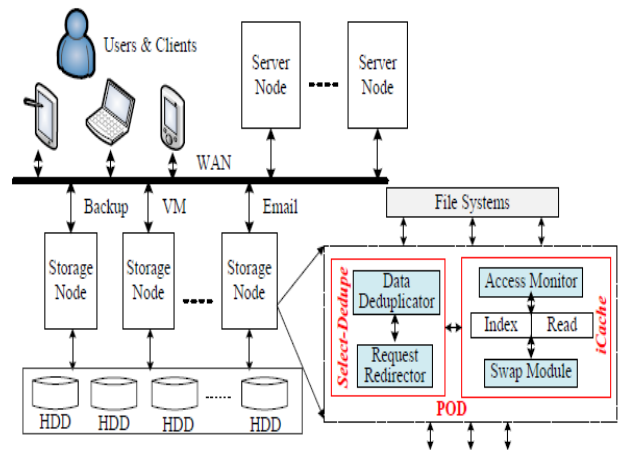 Users & Clients
Server
Node
Server
Node
WAN
Backup
VM
Email
File Systems
Storage
Node
Storage
Node
Storage
Node
Select-Dedupe
Data
Deduplicator
Request
Redirector
Access Monitor
Index
Read
Swap Module
iCache
POD
HDD
HDD
HDD
HDD